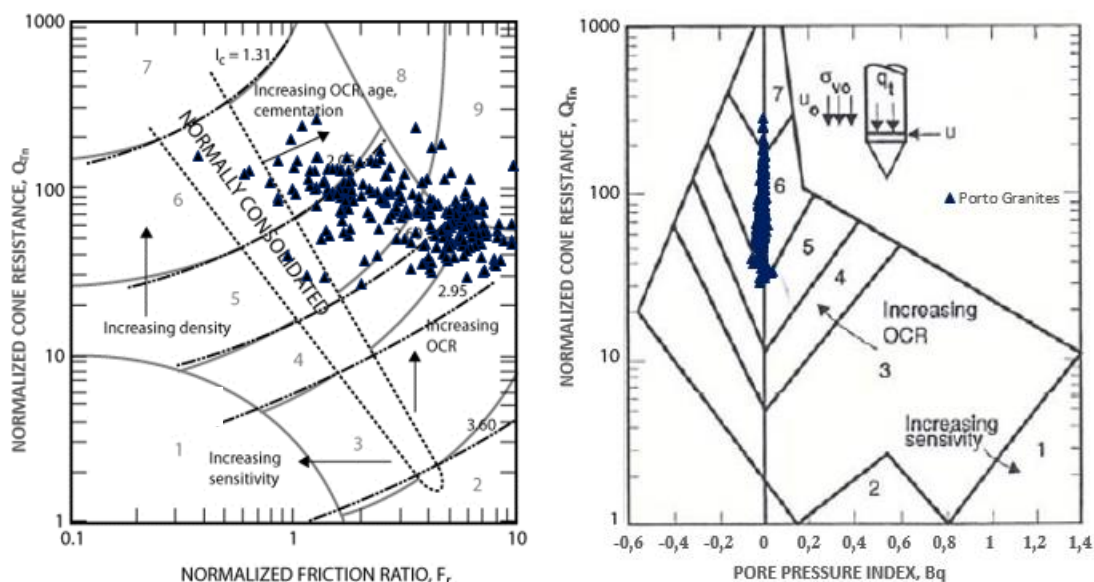 1000
100
10
1
0.1
1
10
NORMALIZED CONE RESISTANCE, QTn
NORMALIZED FRICTION RATIO, Fr
7
Ic = 1.31
8
Increasing OCR, age,
cementation
9
NORMALLY CONSOLIDATED
6
2.95
5
Increasing density
Increasing
OCR
4
3.60
1
3
Increasing
sensitivity
2
1000
100
10
1
-0,6
-0,4
-0,2
0
0,2
0,4
0,6
0,8
1
1,2
1,4
NORMALIZED CONE RESISTANCE, QTn
PORE PRESSURE INDEX, Bq
σvo
qt
uo
u
7
6
Porto Granites
5
4
Increasing
OCR
3
Increasing
sensivity
1
2